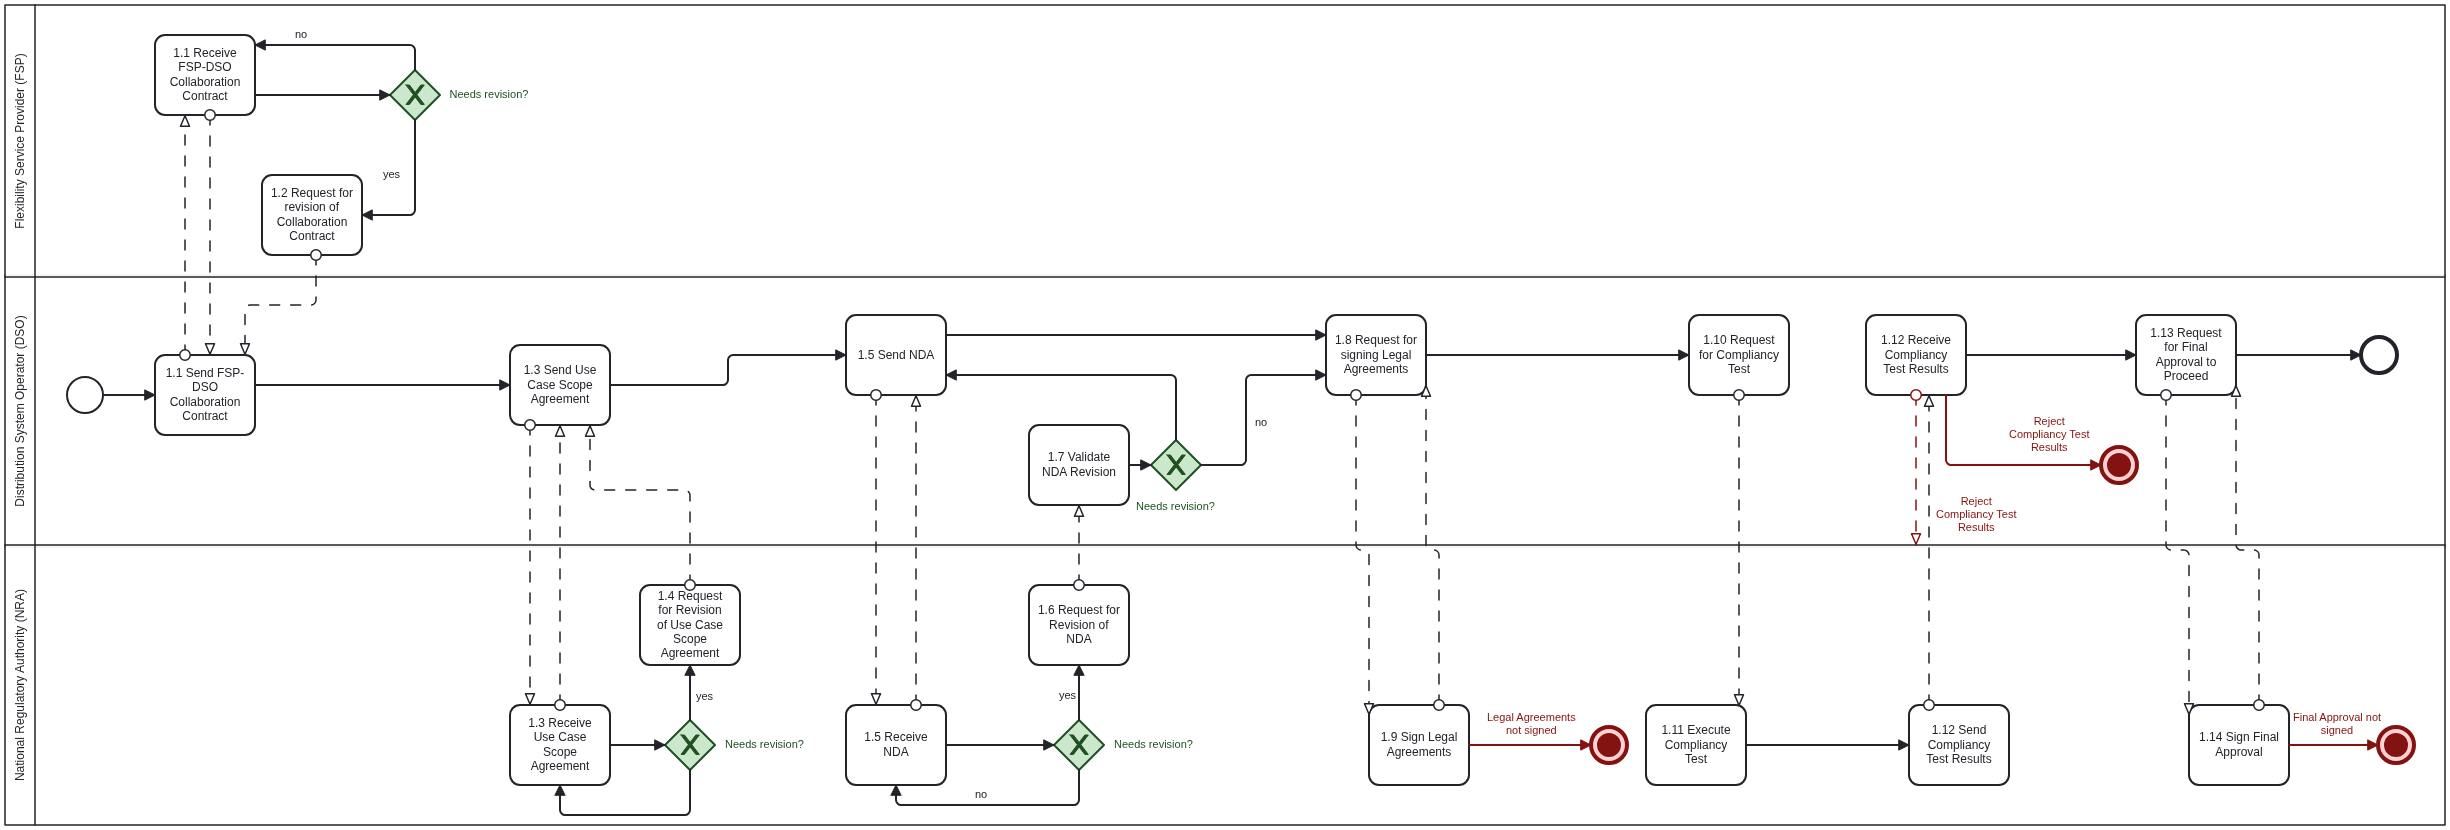 Flexibility Service Provider (FSP)
1.1 Receive
FSP-DSO
Collaboration
Contract
no
X
Needs revision?
yes
1.2 Request for
revision of
Collaboration
Contract
Distribution System Operator (DSO)
1.1 Send FSP-
DSO
Collaboration
Contract
1.3 Send Use
Case Scope
Agreement
1.5 Send NDA
1.7 Validate
NDA Revision
X
Needs revision?
no
1.8 Request for
signing Legal
Agreements
1.10 Request
for Compliancy
Test
1.12 Receive
Compliancy
Test Results
Reject
Compliancy Test
Results
Reject
Compliancy Test
Results
1.13 Request
for Final
Approval to
Proceed
National Regulatory Authority (NRA)
1.3 Receive
Use Case
Scope
Agreement
1.4 Request
for Revision
of Use Case
Scope
Agreement
yes
X
Needs revision?
1.5 Receive
NDA
1.6 Request for
Revision of
NDA
yes
X
Needs revision?
no
1.9 Sign Legal
Agreements
Legal Agreements
not signed
1.11 Execute
Compliancy
Test
1.12 Send
Compliancy
Test Results
1.14 Sign Final
Approval
Final Approval not
signed